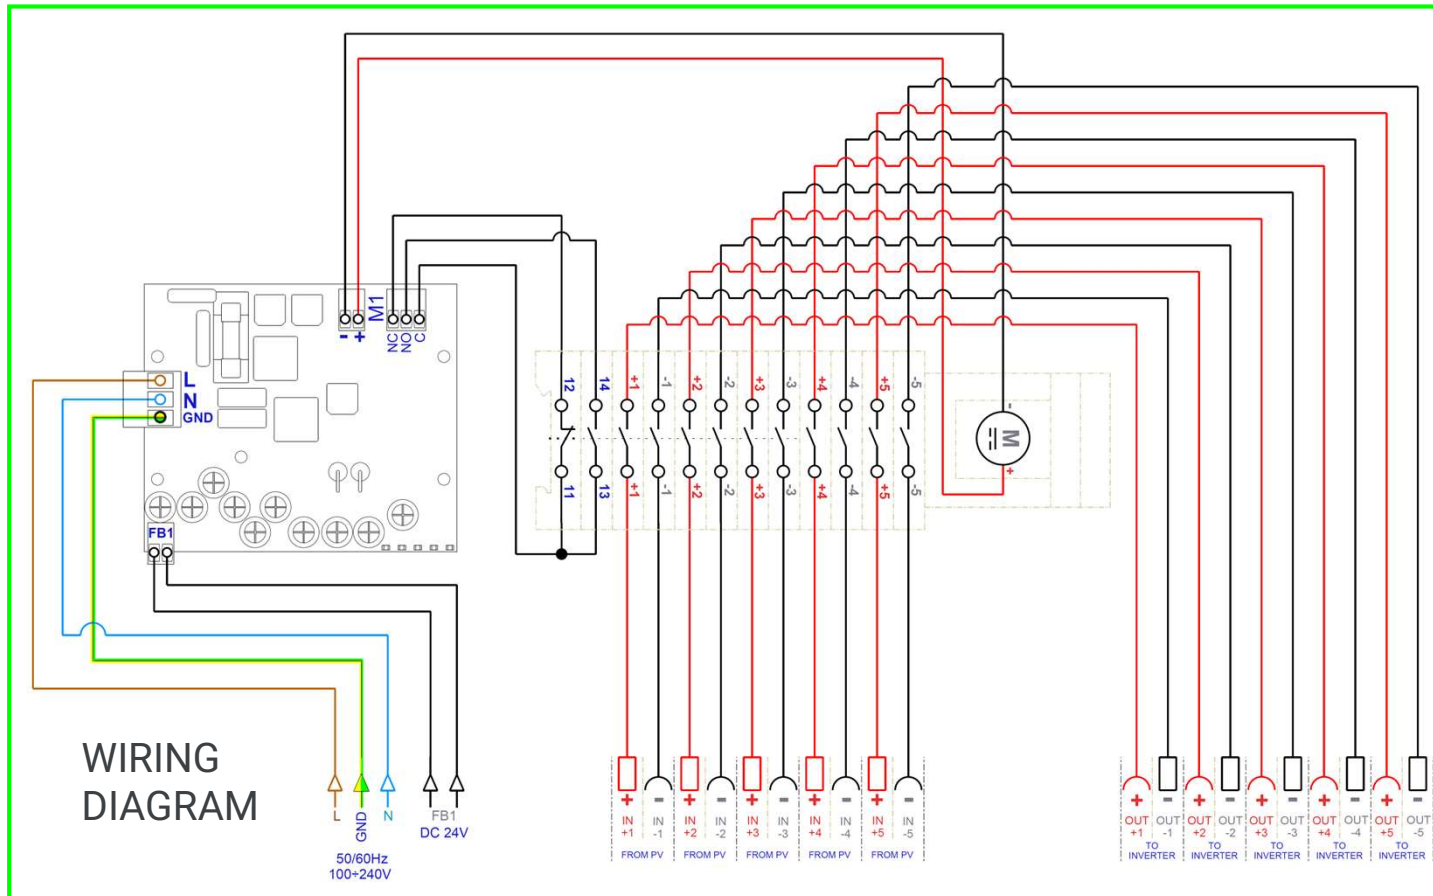 M1
- +
NC
NO
C
L
N
GND
FB1
12 14 +1 -1 +2 -2 +3 -3 +4 -4 +5 -5
-
M
+
11 13 +1 -1 +2 -2 +3 -3 +4 -4 +5 -5
WIRING
DIAGRAM
L
GND
N
50/60Hz
100÷240V
FB1
DC 24V
+ - + - + - + - + -
IN IN IN IN IN IN IN IN IN IN
+1 -1 +2 -2 +3 -3 +4 -4 +5 -5
FROM PV FROM PV FROM PV FROM PV FROM PV
+ - + - + - + - + -
OUT OUT OUT OUT OUT OUT OUT OUT OUT OUT
+1 -1 +2 -2 +3 -3 +4 -4 +5 -5
TO TO TO TO TO
INVERTER INVERTER INVERTER INVERTER INVERTER